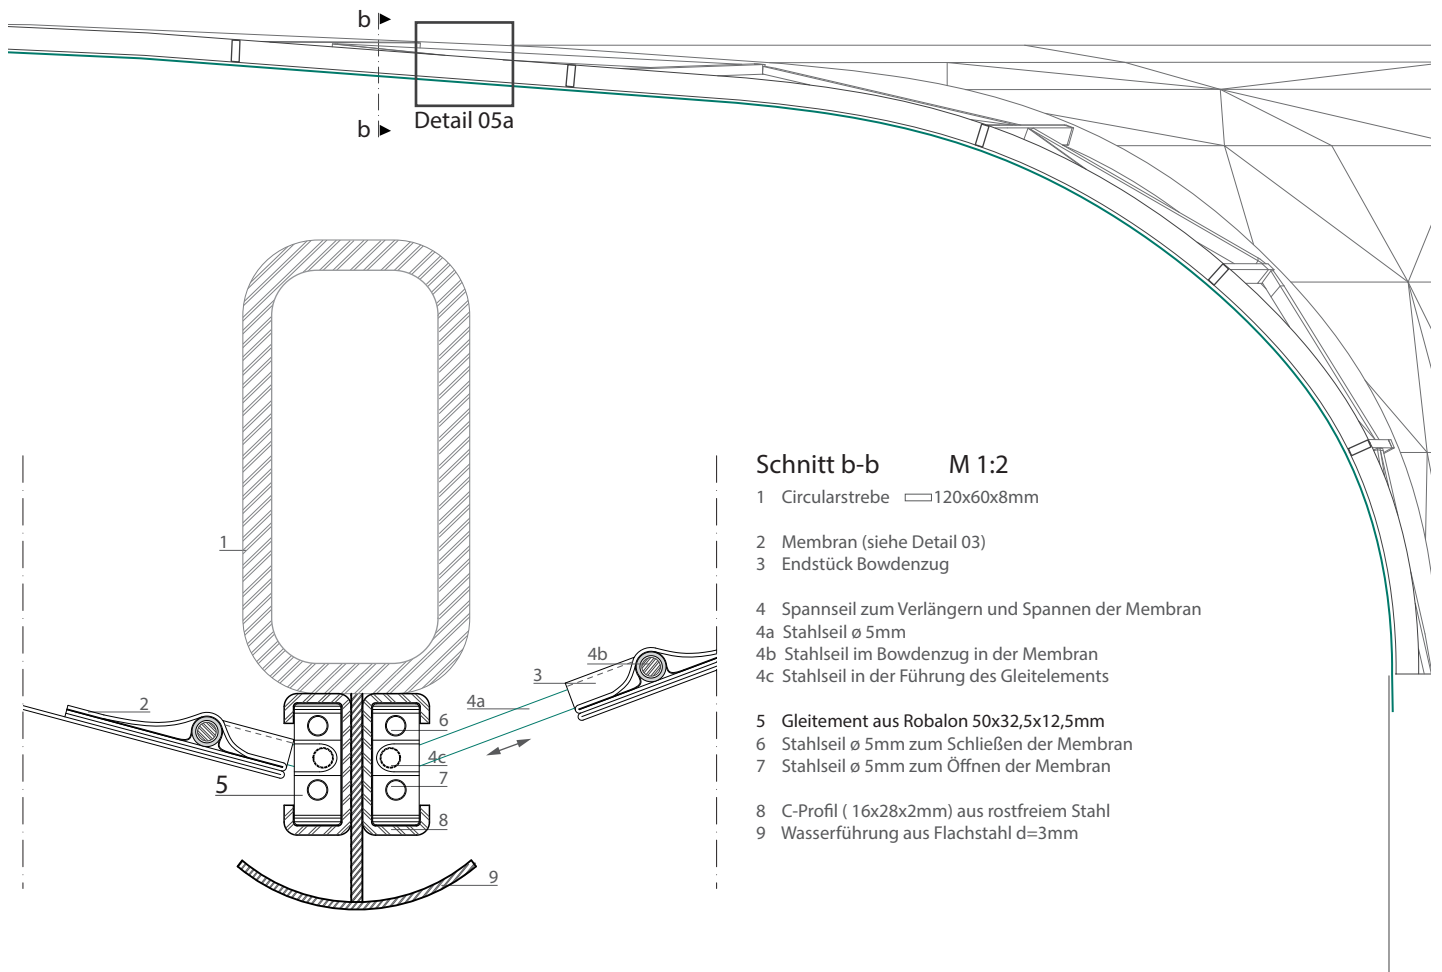 b
b
Detail 05a
1
2
3
4b
4a
6
4c
7
5
8
9
Schnitt b-b M 1:2
1 Circularstrebe 120x60x8mm
2 Membran (siehe Detail 03)
3 Endstück Bowdenzug
4 Spannseil zum Verlängern und Spannen der Membran
4a Stahlseil ø 5mm
4b Stahlseil im Bowdenzug in der Membran
4c Stahlseil in der Führung des Gleitelements
5 Gleitement aus Robalon 50x32,5x12,5mm
6 Stahlseil ø 5mm zum Schließen der Membran
7 Stahlseil ø 5mm zum Öffnen der Membran
8 C-Profil ( 16x28x2mm) aus rostfreiem Stahl
9 Wasserführung aus Flachstahl d=3mm